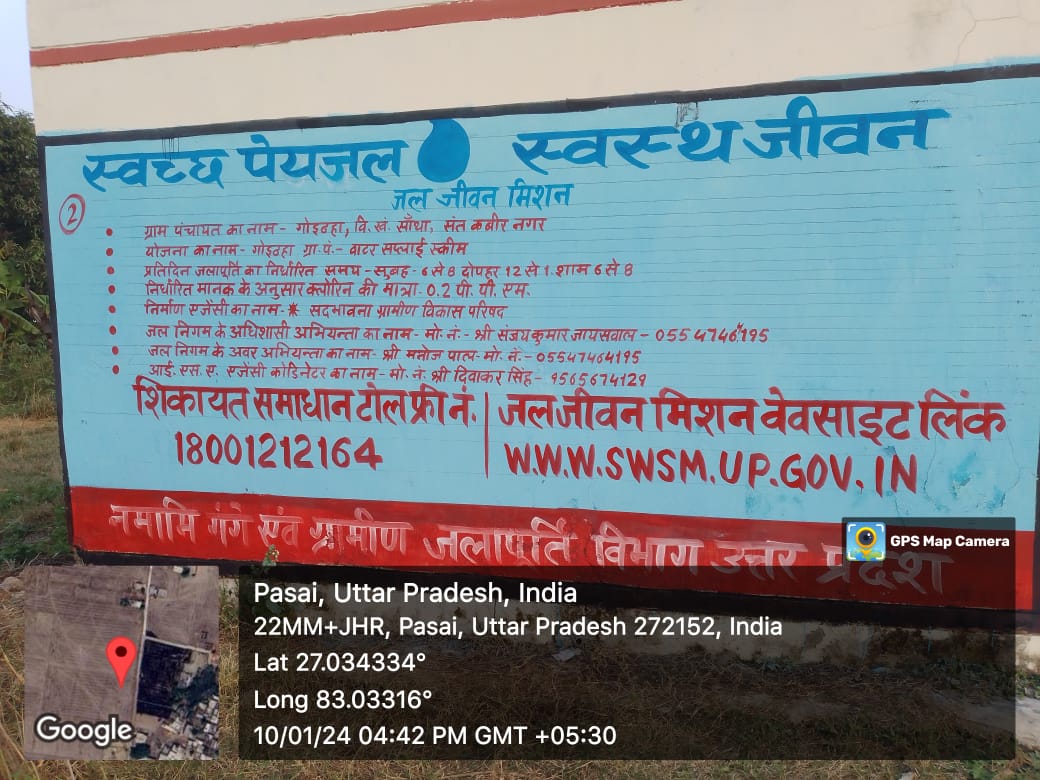 स्वच्छ पेयजल स्वस्थ जीवन
जल जीवन मिशन
2
ग्राम पंचायत का नाम - गोइठहा, वि.खं. साँथा, संत कबीर नगर
योजना का नाम - गोइठहा ग्रा.पं. - वाटर सप्लाई स्कीम
प्रतिदिन जलापूर्ति का निर्धारित समय - सुबह - 6 से 8 दोपहर 12 से 1 शाम 6 से 8
निर्धारित मानक के अनुसार क्लोरिन की मात्रा 0.2 पी. पी. एम.
निर्माण एजेंसी का नाम - * सदभावना ग्रामीण विकास परिषद
जल निगम के अधिशासी अभियन्ता का नाम - मो. नं. - श्री संजय कुमार जायसवाल -
जल निगम के अवर अभियन्ता का नाम - श्री मनोज - मो. नं. - 05547464195
आई. एस. ए. एजेंसी कोडिनेटर का नाम - मो. नं. श्री दिवाकर सिंह - 9565674129
शिकायत समाधान टोल फ्री नं. | जल जीवन मिशन वेवसाइट लिंक
18001212164 | W.W.W.SWSM.UP.GOV.IN
नमामि गंगे एंव ग्रामीण जलापूर्ति विभाग उत्तर प्रदेश
GPS Map Camera
Pasai, Uttar Pradesh, India
22MM+JHR, Pasai, Uttar Pradesh 272152, India
Lat 27.034334°
Long 83.03316°
10/01/24 04:42 PM GMT +05:30
Google